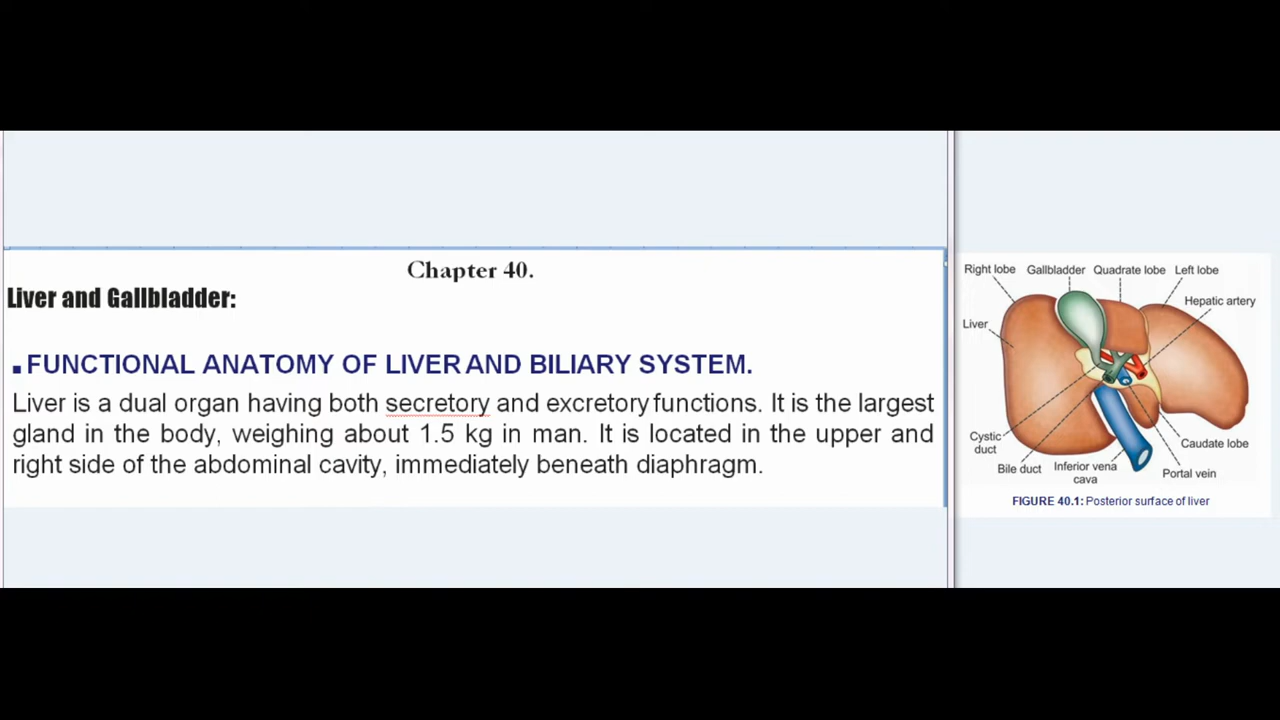 Chapter 40.
Liver and Gallbladder:
■ FUNCTIONAL ANATOMY OF LIVER AND BILIARY SYSTEM.
Liver is a dual organ having both secretory and excretory functions. It is the largest
gland in the body, weighing about 1.5 kg in man. It is located in the upper and
right side of the abdominal cavity, immediately beneath diaphragm.
Right lobe
Gallbladder
Quadrate lobe
Left lobe
Hepatic artery
Liver
Cystic
duct
Bile duct
Inferior vena
cava
Portal vein
Caudate lobe
FIGURE 40.1: Posterior surface of liver